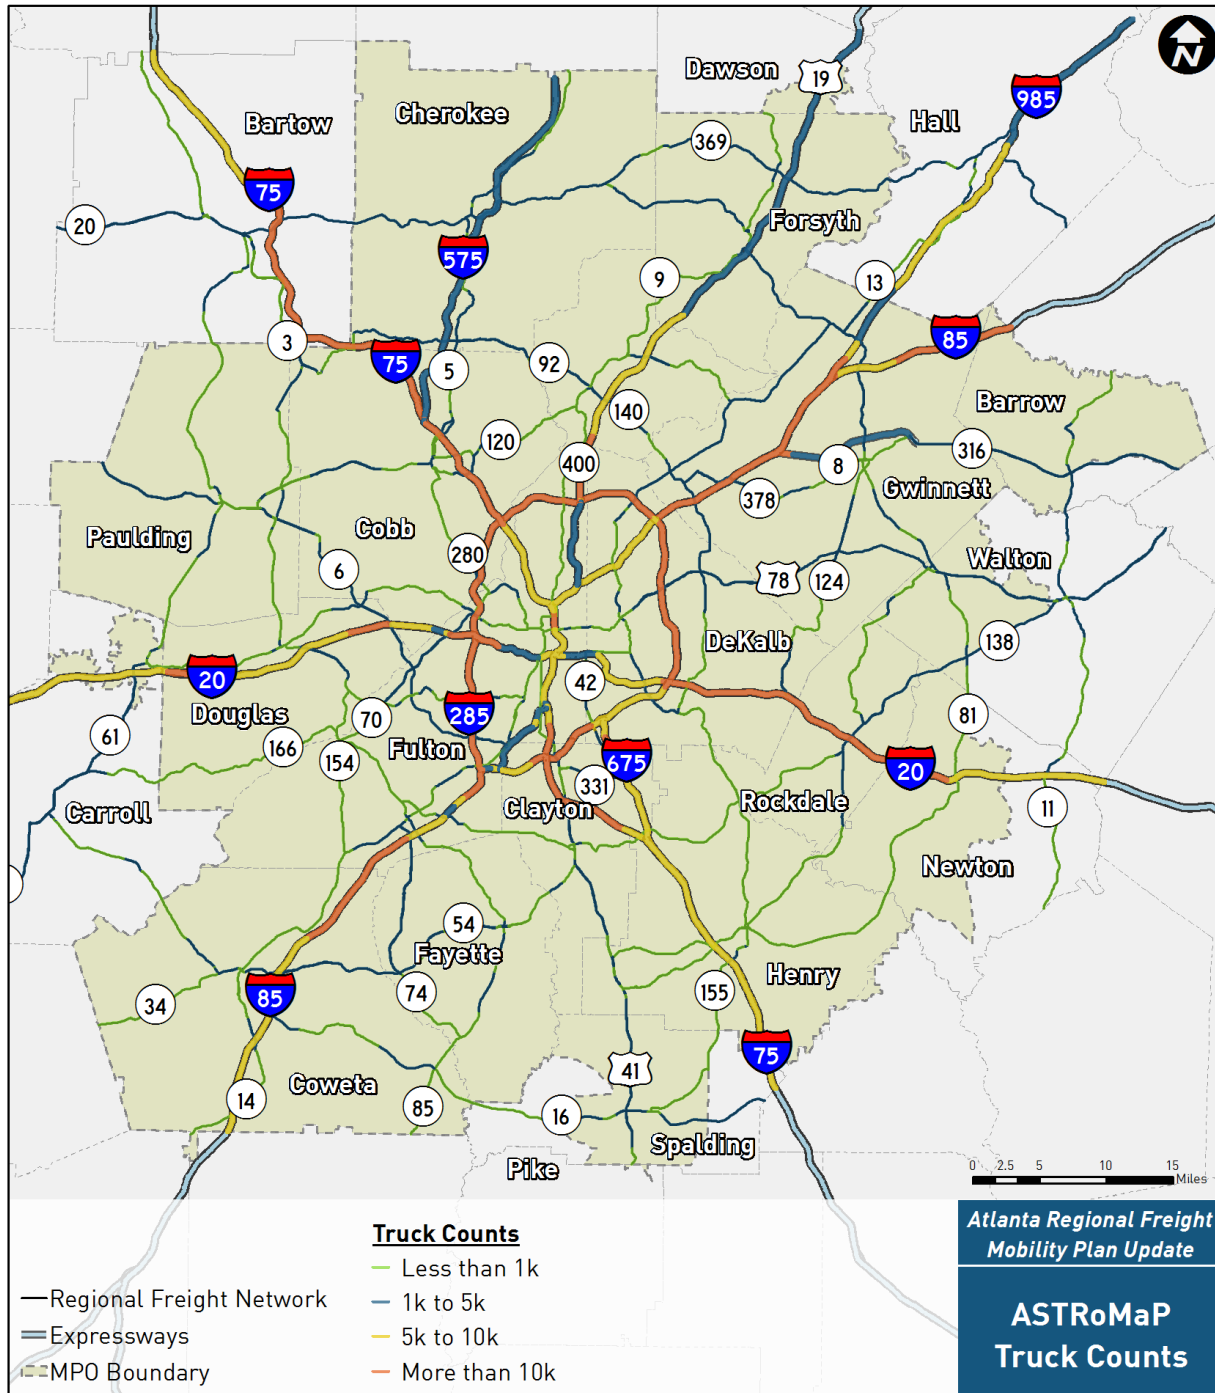 N
Dawson
19
985
Bartow
Cherokee
Hall
369
75
20
Forsyth
575
9
13
3
85
75
5
92
140
Barrow
120
400
8
316
378
Gwinnett
Paulding
Cobb
280
6
78
124
Walton
138
DeKalb
20
42
Douglas
70
285
81
61
166
Fulton
154
675
20
331
Clayton
Rockdale
Carroll
11
Newton
54
Fayette
Henry
34
85
74
155
75
41
Coweta
14
85
16
Spalding
Pike
0 2.5 5 10 15
Miles
Truck Counts
Less than 1k
1k to 5k
5k to 10k
More than 10k
Regional Freight Network
Expressways
MPO Boundary
Atlanta Regional Freight
Mobility Plan Update
ASTRoMaP
Truck Counts